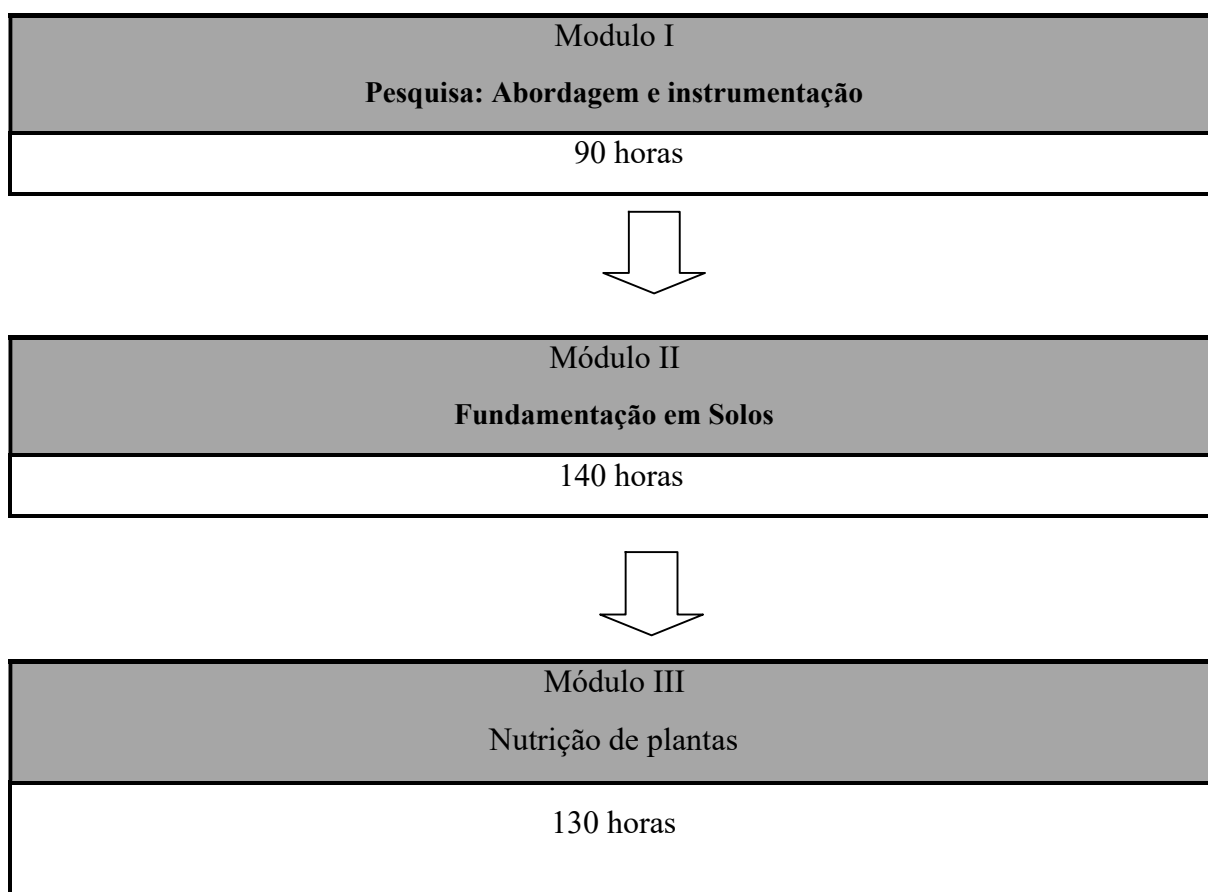 Modulo I
Pesquisa: Abordagem e instrumentação
90 horas
Módulo II
Fundamentação em Solos
140 horas
Módulo III
Nutrição de plantas
130 horas